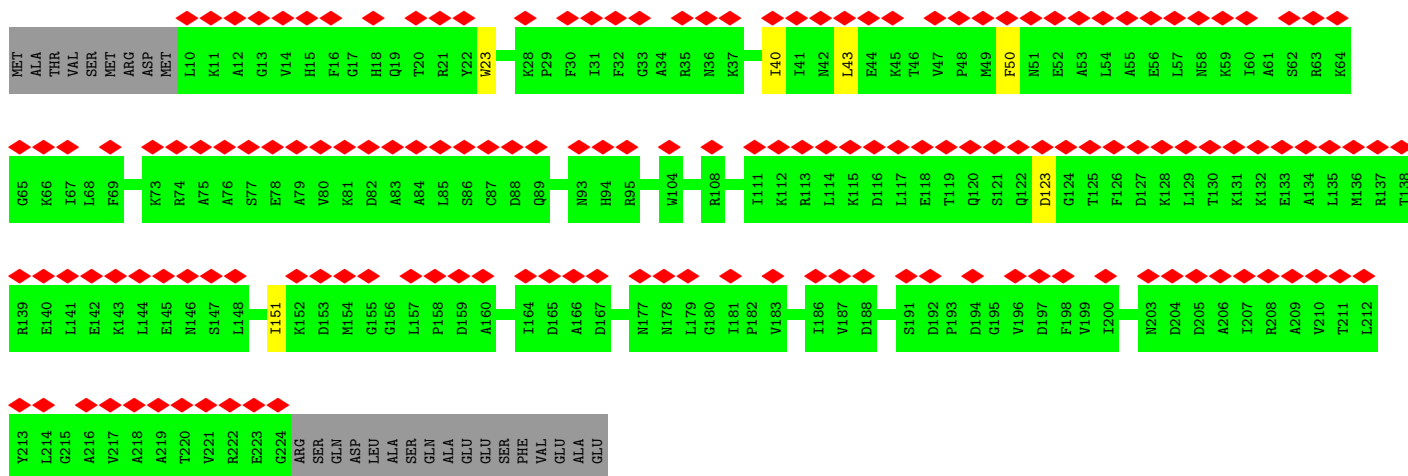 MET ALA THR VAL SER MET ARG ASP MET L10 K11 A12 G13 V14 H15 F16 G17 H18 Q19 T20 R21 Y22 W23 K28 P29 F30 I31 F32 G33 A34 R35 N36 K37 I40 I41 N42 L43 E44 K45 T46 V47 P48 M49 F50 N51 E52 A53 L54 A55 E56 L57 N58 K59 I60 A61 S62 R63 K64
G65 K66 I67 L68 F69 K73 R74 A75 A76 S77 E78 A79 V80 K81 D82 A83 A84 L85 S86 C87 D88 Q89 N93 H94 R95 W104 R108 I111 K112 R113 L114 K115 D116 L117 E118 T119 Q120 S121 Q122 D123 G124 T125 F126 D127 K128 L129 T130 K131 K132 E133 A134 L135 M136 R137 T138
R139 E140 L141 E142 K143 L144 E145 N146 S147 L148 I151 K152 D153 M154 G155 G156 L157 P158 D159 A160 I164 D165 A166 D167 N177 N178 L179 G180 I181 P182 V183 I186 V187 D188 S191 D192 P193 D194 G195 V196 D197 F198 V199 I200 N203 D204 D205 A206 I207 R208 A209 V210 T211 L212
Y213 L214 G215 A216 V217 A218 A219 T220 V221 R222 E223 G224 ARG SER GLN ASP LEU ALA SER GLN ALA GLU GLU SER PHE VAL GLU ALA GLU